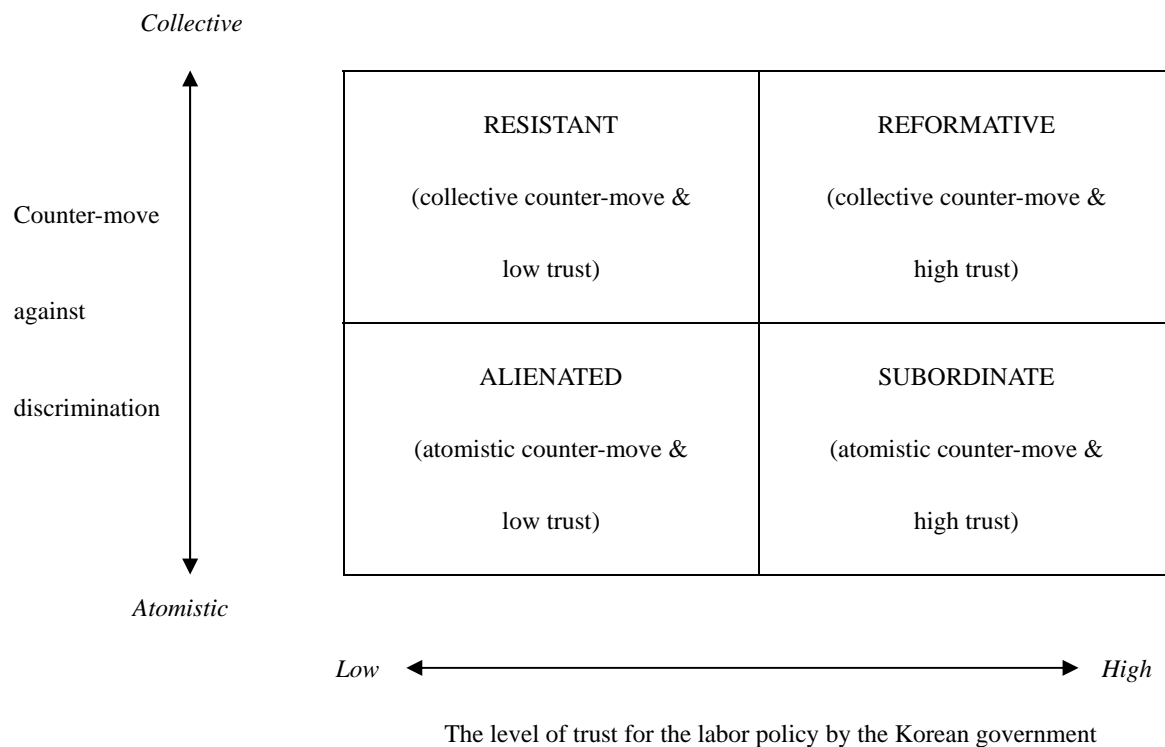 Collective
RESISTANT
(collective counter-move &
low trust)
REFORMATIVE
(collective counter-move &
high trust)
Counter-move
against
discrimination
ALIENATED
(atomistic counter-move &
low trust)
SUBORDINATE
(atomistic counter-move &
high trust)
Atomistic
Low
High
The level of trust for the labor policy by the Korean government